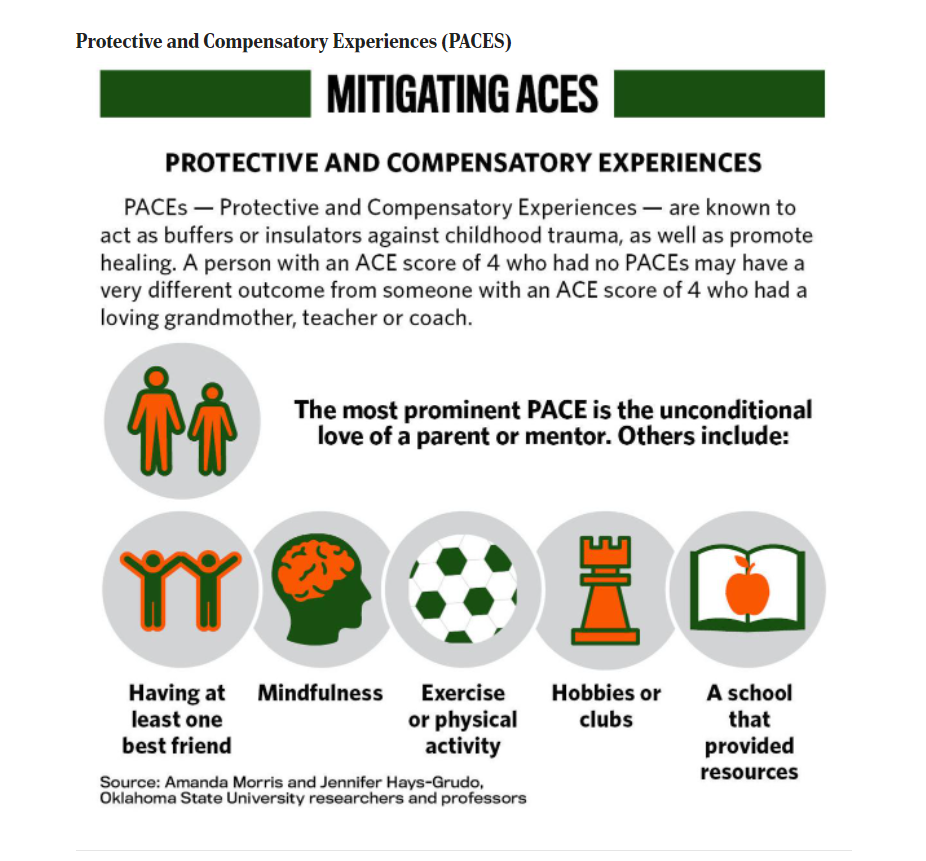 Protective and Compensatory Experiences (PACES)
MITIGATING ACES
PROTECTIVE AND COMPENSATORY EXPERIENCES
PACEs — Protective and Compensatory Experiences — are known to
act as buffers or insulators against childhood trauma, as well as promote
healing. A person with an ACE score of 4 who had no PACEs may have a
very different outcome from someone with an ACE score of 4 who had a
loving grandmother, teacher or coach.
The most prominent PACE is the unconditional
love of a parent or mentor. Others include:
Having at
least one
best friend
Mindfulness
Exercise
or physical
activity
Hobbies or
clubs
A school
that
provided
resources
Source: Amanda Morris and Jennifer Hays-Grudo,
Oklahoma State University researchers and professors